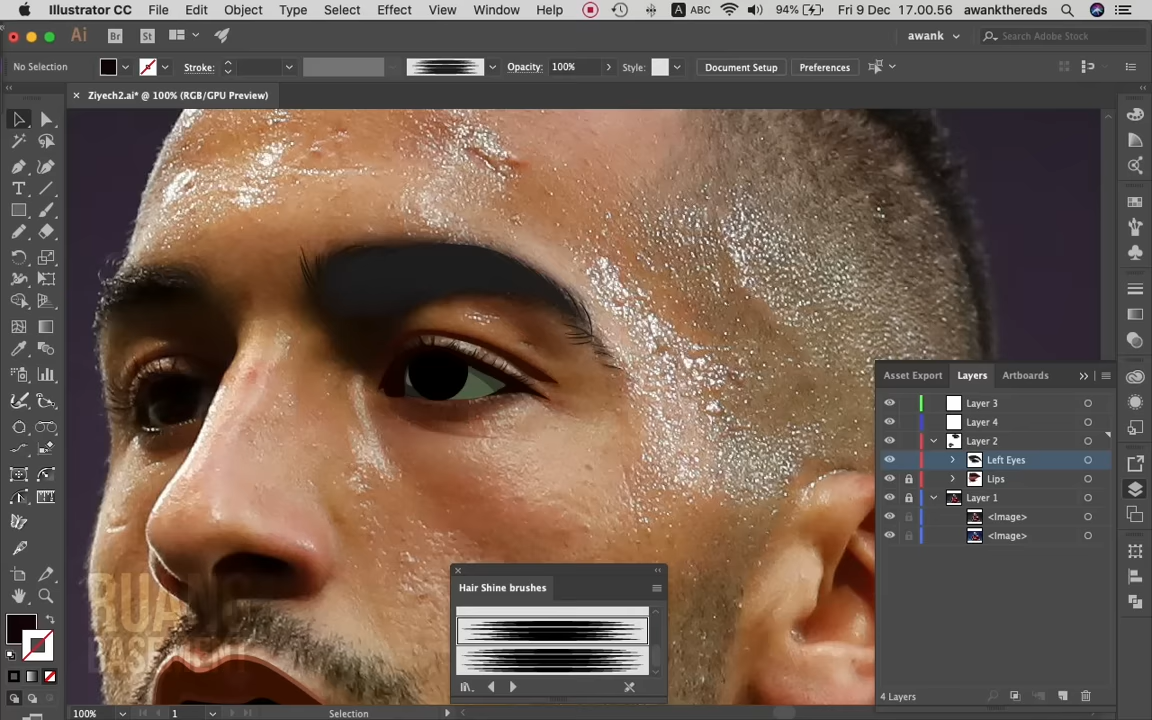 Illustrator CC File Edit Object Type Select Effect View Window Help A ABC 94% Fri 9 Dec 17.00.56 awankthereds
Ai Br St awank Search Adobe Stock
No Selection Stroke: Opacity: 100% Style: Document Setup Preferences
× Ziyech2.ai* @ 100% (RGB/GPU Preview)
Asset Export Layers Artboards
Layer 3
Layer 4
Layer 2
Left Eyes
Lips
Layer 1
<Image>
<Image>
4 Layers
Hair Shine brushes
RUANG
BASEMENT
100% 1 Selection